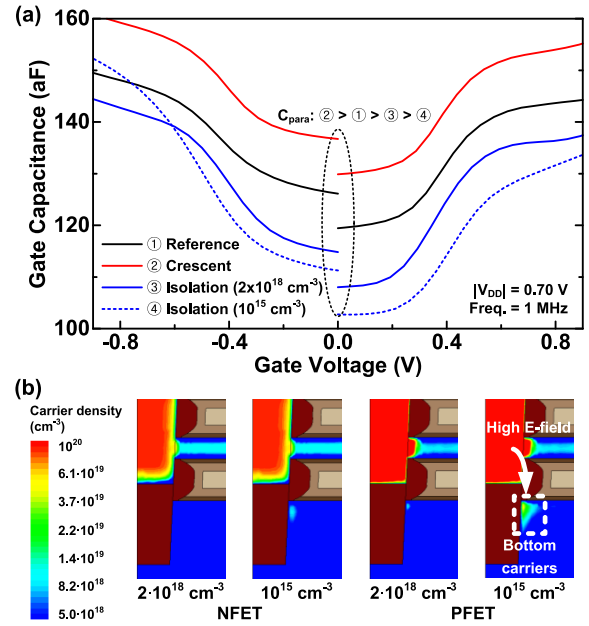 (a)
160
140
120
100
Gate Capacitance (aF)
C_para: ② > ① > ③ > ④
① Reference
② Crescent
③ Isolation (2x10¹⁸ cm⁻³)
④ Isolation (10¹⁵ cm⁻³)
|V_DD| = 0.70 V
Freq. = 1 MHz
-0.8 -0.4 0.0 0.4 0.8
Gate Voltage (V)
(b)
Carrier density
(cm⁻³)
10²⁰
6.1·10¹⁹
3.7·10¹⁹
2.2·10¹⁹
1.4·10¹⁹
8.2·10¹⁸
5.0·10¹⁸
High E-field
Bottom
carriers
2·10¹⁸ cm⁻³ 10¹⁵ cm⁻³ 2·10¹⁸ cm⁻³ 10¹⁵ cm⁻³
NFET PFET